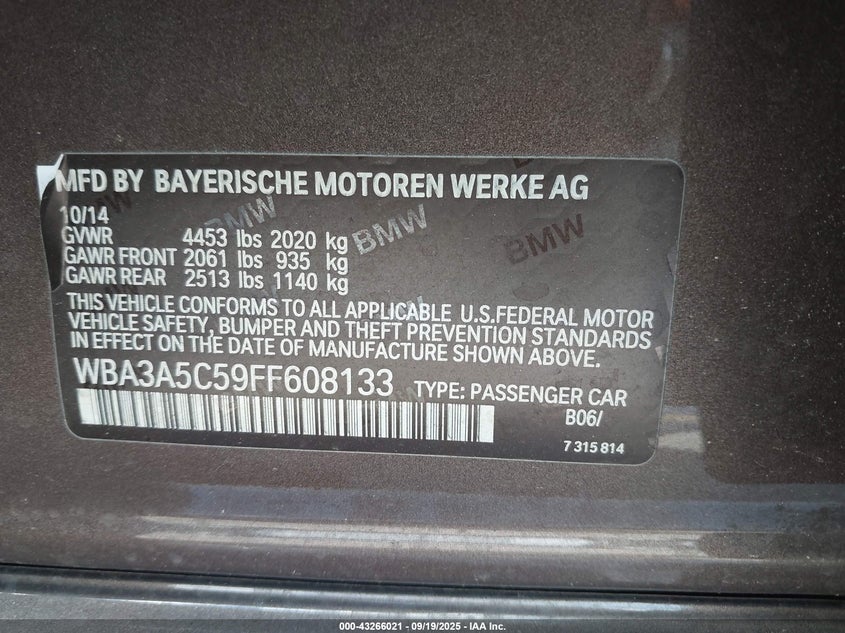 MFD BY BAYERISCHE MOTOREN WERKE AG
10/14
GVWR 4453 lbs 2020 kg
GAWR FRONT 2061 lbs 935 kg
GAWR REAR 2513 lbs 1140 kg
BMW BMW BMW
THIS VEHICLE CONFORMS TO ALL APPLICABLE U.S.FEDERAL MOTOR
VEHICLE SAFETY, BUMPER AND THEFT PREVENTION STANDARDS
IN EFFECT ON THE DATE OF MANUFACTURE SHOWN ABOVE.
WBA3A5C59FF608133 TYPE: PASSENGER CAR
B06/
7 315 814
000-43266021 - 09/19/2025 - IAA Inc.